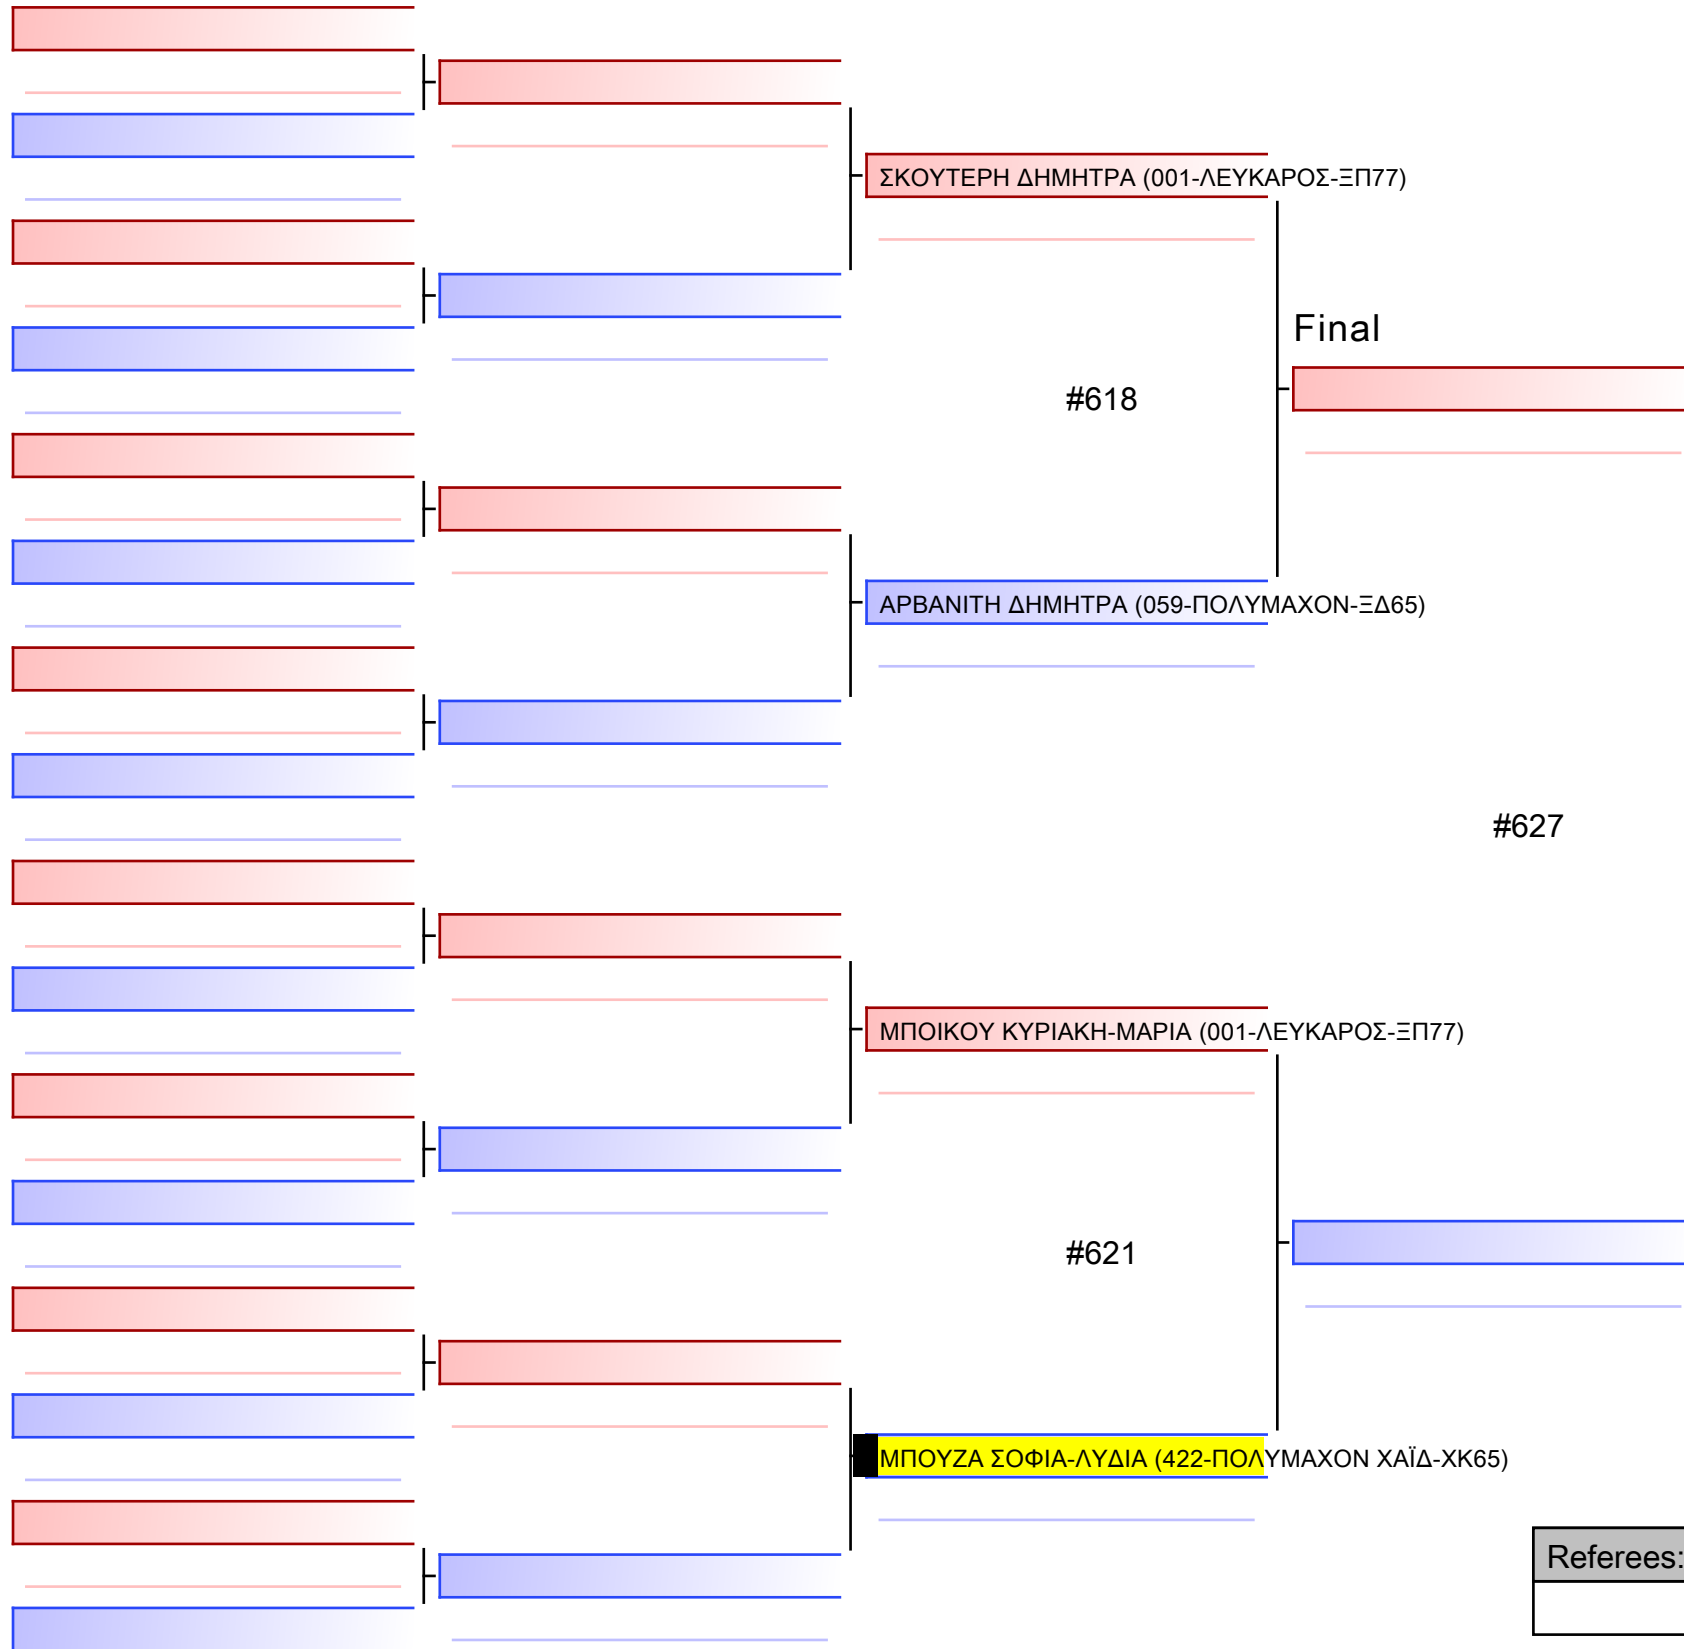 ΣΚΟΥΤΕΡΗ ΔΗΜΗΤΡΑ (001-ΛΕΥΚΑΡΟΣ-ΞΠ77)
Final
#618
ΑΡΒΑΝΙΤΗ ΔΗΜΗΤΡΑ (059-ΠΟΛΥΜΑΧΟΝ-ΞΔ65)
#627
ΜΠΟΙΚΟΥ ΚΥΡΙΑΚΗ-ΜΑΡΙΑ (001-ΛΕΥΚΑΡΟΣ-ΞΠ77)
#621
ΜΠΟΥΖΑ ΣΟΦΙΑ-ΛΥΔΙΑ (422-ΠΟΛΥΜΑΧΟΝ ΧΑΪΔ-ΧΚ65)
Referees: